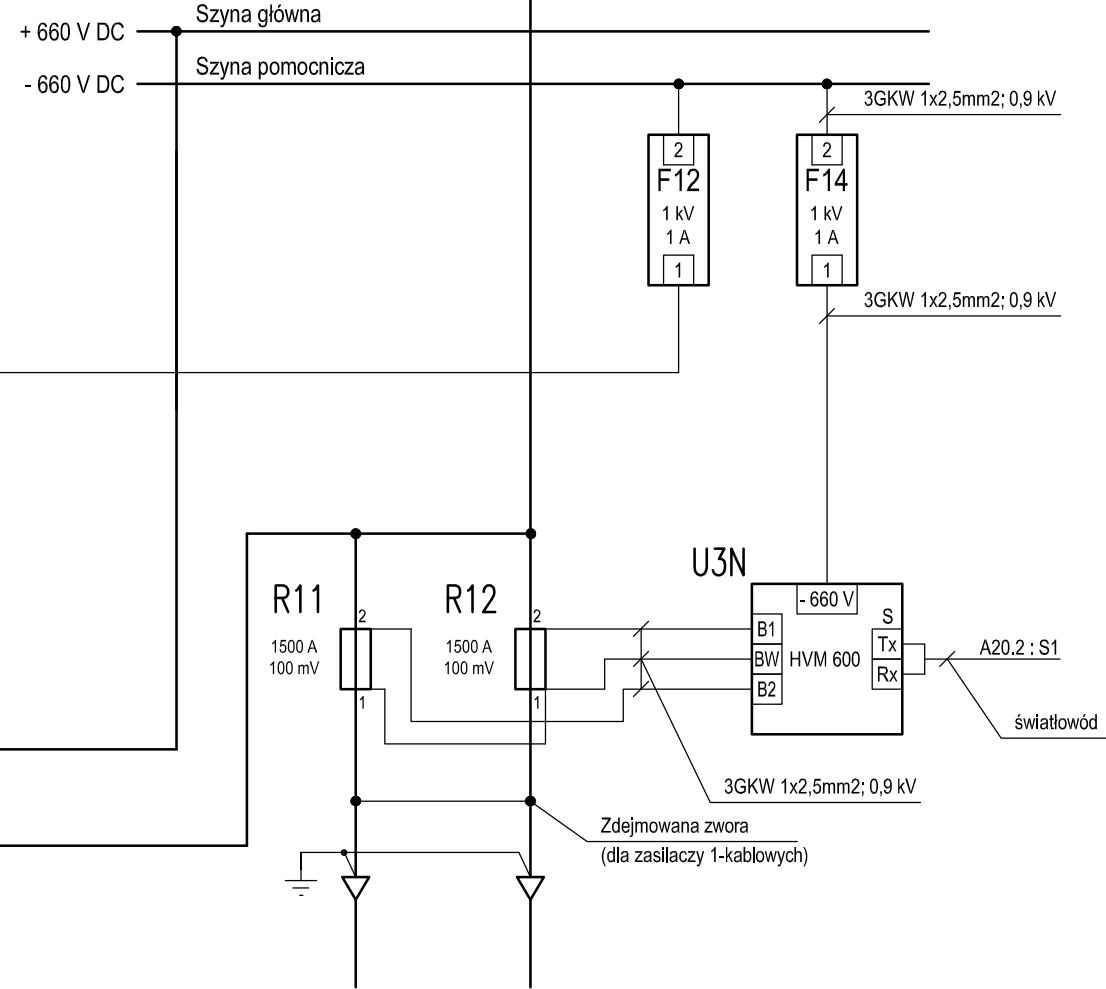 Szyna główna
+ 660 V DC
Szyna pomocnicza
- 660 V DC
3GKW 1x2,5mm2; 0,9 kV
2
F12
1 kV
1 A
1
2
F14
1 kV
1 A
1
3GKW 1x2,5mm2; 0,9 kV
U3N
- 660 V
R11
1500 A
100 mV
2
1
R12
1500 A
100 mV
2
1
B1
BW
B2
HVM 600
S
Tx
Rx
A20.2 : S1
światłowód
3GKW 1x2,5mm2; 0,9 kV
Zdejmowana zwora
(dla zasilaczy 1-kablowych)